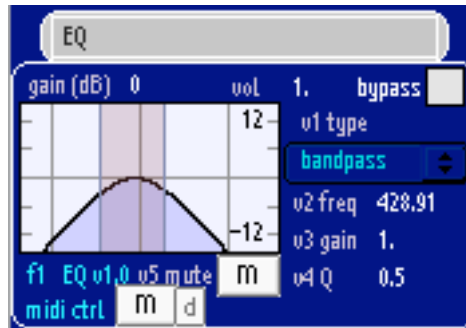 EQ
gain (dB) 0 vol 1. bypass
12
v1 type
bandpass
v2 freq 428.91
-12
v3 gain 1.
f1 EQ v1.0 v5 mute m v4 Q 0.5
midi ctrl m d